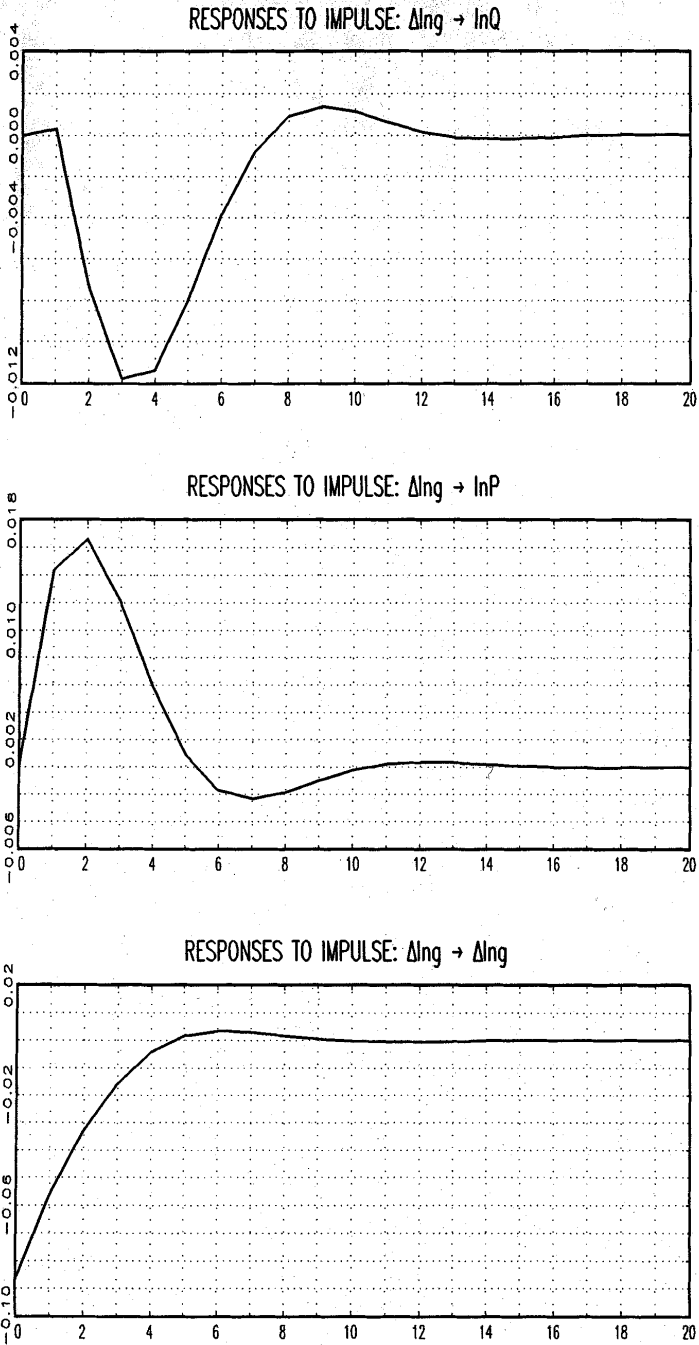 RESPONSES TO IMPULSE: Δlng → lnQ
0.004
0.000
-0.004
-0.012
0 2 4 6 8 10 12 14 16 18 20
RESPONSES TO IMPULSE: Δlng → lnP
0.018
0.010
0.002
-0.006
0 2 4 6 8 10 12 14 16 18 20
RESPONSES TO IMPULSE: Δlng → Δlng
0.02
-0.02
-0.06
-0.10
0 2 4 6 8 10 12 14 16 18 20